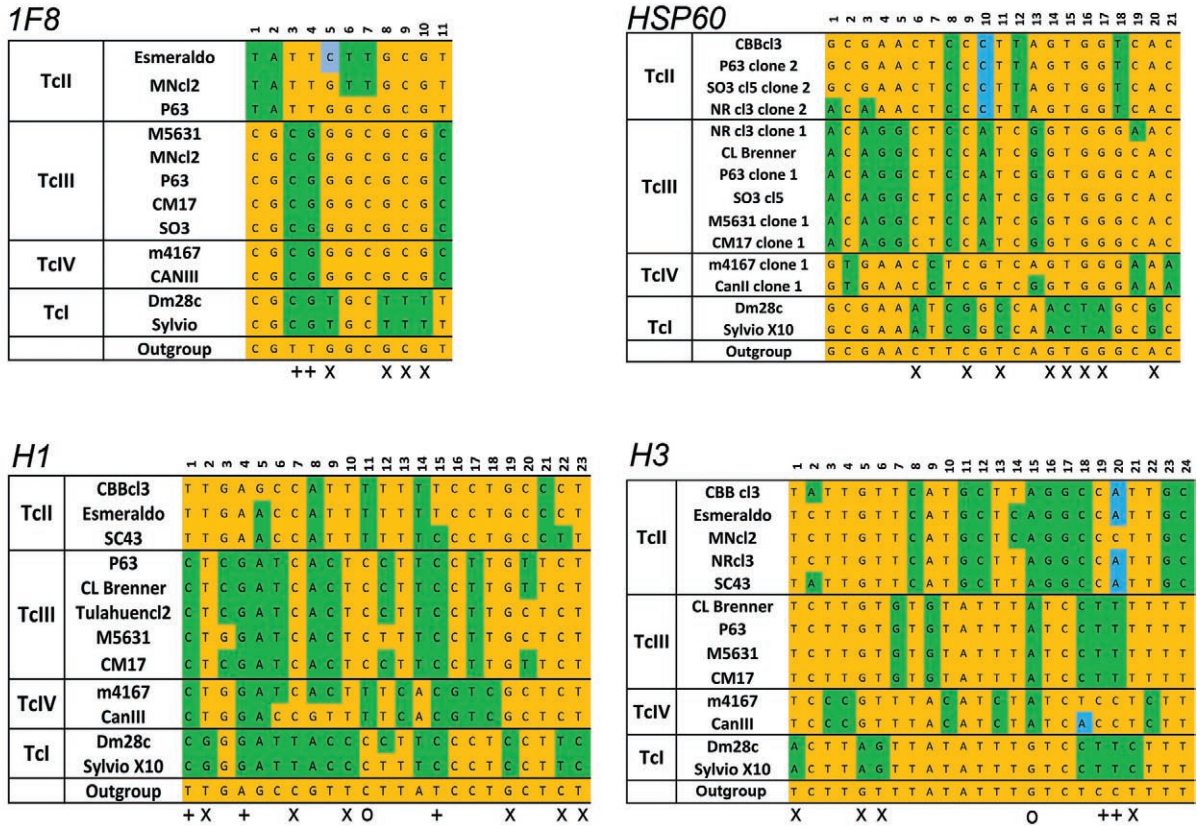 1F8
1 2 3 4 5 6 7 8 9 10 11
TcII
Esmeraldo T A T T C T T G C G T
MNcl2 T A T T G T T G C G T
P63 T A T T G G C G C G T
TcIII
M5631 C G C G G G C G C G C
MNcl2 C G C G G G C G C G C
P63 C G C G G G C G C G C
CM17 C G C G G G C G C G C
SO3 C G C G G G C G C G C
TcIV
m4167 C G C G G G C G C G C
CANIII C G C G G G C G C G C
TcI
Dm28c C G C G T G C T T T T
Sylvio C G C G T G C T T T T
Outgroup C G T T G G C G C G T
+ + X X X X
HSP60
1 2 3 4 5 6 7 8 9 10 11 12 13 14 15 16 17 18 19 20 21
TcII
CBBcl3 G C G A A C T C C C T T A G T G G T C A C
P63 clone 2 G C G A A C T C C C T T A G T G G T C A C
SO3 cl5 clone 2 G C G A A C T C C C T T A G T G G T C A C
NR cl3 clone 2 A C A A A C T C C C T T A G T G G T C A C
TcIII
NR cl3 clone 1 A C A G G C T C C A T C G G T G G G A A C
CL Brenner A C A G G C T C C A T C G G T G G G C A C
P63 clone 1 A C A G G C T C C A T C G G T G G G C A C
SO3 cl5 A C A G G C T C C A T C G G T G G G C A C
M5631 clone 1 A C A G G C T C C A T C G G T G G G C A C
CM17 clone 1 A C A G G C T C C A T C G G T G G G C A C
TcIV
m4167 clone 1 G T G A A C C T C G T C A G T G G G A A A
CanII clone 1 G T G A A C C T C G T C G G T G G G A A A
TcI
Dm28c G C G A A A T C G G C C A A C T A G C G C
Sylvio X10 G C G A A A T C G G C C A A C T A G C G C
Outgroup G C G A A C T T C G T C A G T G G G C A C
X X X X X X X X
H1
1 2 3 4 5 6 7 8 9 10 11 12 13 14 15 16 17 18 19 20 21 22 23
TcII
CBBcl3 T T G A G C C A T T T T T T T C C T G C C C T
Esmeraldo T T G A A C C A T T T T T T T C C T G C C C T
SC43 T T G A A C C A T T T T T T C C C T G C C T T
TcIII
P63 C T C G A T C A C T C C T T C C T T G T T C T
CL Brenner C T C G A T C A C T C C T T C C T T G T T C T
Tulahuencl2 C T C G A T C A C T C C T T C C T T G C T C T
M5631 C T G G A T C A C T C T T T C C T T G C T C T
CM17 C T C G A T C A C T C C T T C C T T G T T C T
TcIV
m4167 C T G G A T C A C T T T C A C G T C G C T C T
CanIII C T G G A C C G T T T T C A C G T C G C T C T
TcI
Dm28c C G G G A T T A C C C C T T C C C T C C T T C
Sylvio X10 C G G G A T T A C C C T T T C C C T C C T T C
Outgroup T T G A G C C G T T C T T A T C C T G C T C T
+ X + X X O + X X X
H3
1 2 3 4 5 6 7 8 9 10 11 12 13 14 15 16 17 18 19 20 21 22 23 24
TcII
CBB cl3 T A T T G T T C A T G C T T A G G C C A T T G C
Esmeraldo T C T T G T T C A T G C T C A G G C C A T T G C
MNcl2 T C T T G T T C A T G C T C A G G C C C T T G C
NRcl3 T C T T G T T C A T G C T T A G G C C A T T G C
SC43 T A T T G T T C A T G C T T A G G C C A T T G C
TcIII
CL Brenner T C T T G T G T G T A T T T A T C C T T T T T T
P63 T C T T G T G T G T A T T T A T C C T T T T T T
M5631 T C T T G T G T G T A T T T A T C C T T T T T T
CM17 T C T T G T G T G T A T T T A T C C T T T T T T
TcIV
m4167 T C C C G T T T A C A T C T A T C T C C T C T T
CanIII T C C C G T T T A C A T C T A T C A C C T C T T
TcI
Dm28c A C T T A G T T A T A T T T G T C C T T C T T T
Sylvio X10 A C T T A G T T A T A T T T G T C C T T C T T T
Outgroup T C T T G T T T A T A T T T G T C T C C T T T T
X X X O + + X